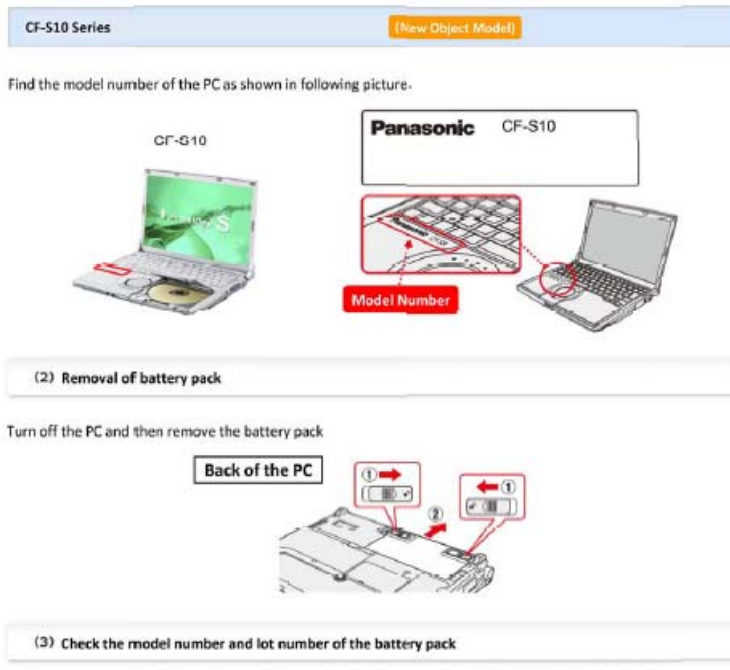 CF-S10 Series
(New Object Model)
Find the model number of the PC as shown in following picture.
CF-S10
Panasonic CF-S10
Panasonic
Model Number
(2) Removal of battery pack
Turn off the PC and then remove the battery pack
Back of the PC
①
①
②
(3) Check the model number and lot number of the battery pack